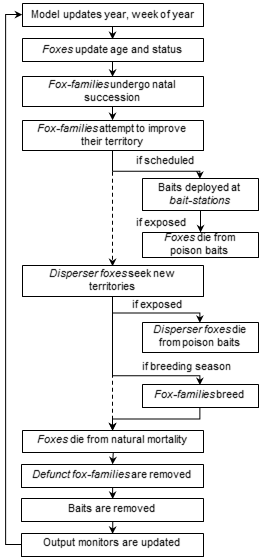 Model updates year, week of year
Foxes update age and status
Fox-families undergo natal
succession
Fox-families attempt to improve
their territory
if scheduled
Baits deployed at
bait-stations
if exposed
Foxes die from
poison baits
Disperser foxes seek new
territories
if exposed
Disperser foxes die
from poison baits
if breeding season
Fox-families breed
Foxes die from natural mortality
Defunct fox-families are removed
Baits are removed
Output monitors are updated